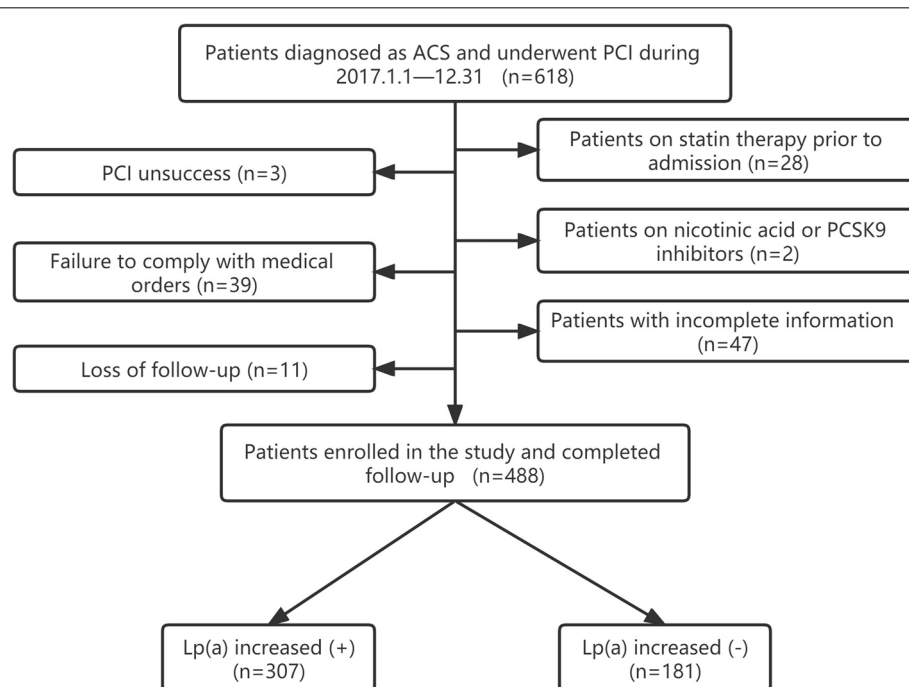 Patients diagnosed as ACS and underwent PCI during
2017.1.1—12.31 (n=618)
Patients on statin therapy prior to
admission (n=28)
PCI unsuccess (n=3)
Patients on nicotinic acid or PCSK9
inhibitors (n=2)
Failure to comply with medical
orders (n=39)
Patients with incomplete information
(n=47)
Loss of follow-up (n=11)
Patients enrolled in the study and completed
follow-up (n=488)
Lp(a) increased (+)
(n=307)
Lp(a) increased (-)
(n=181)